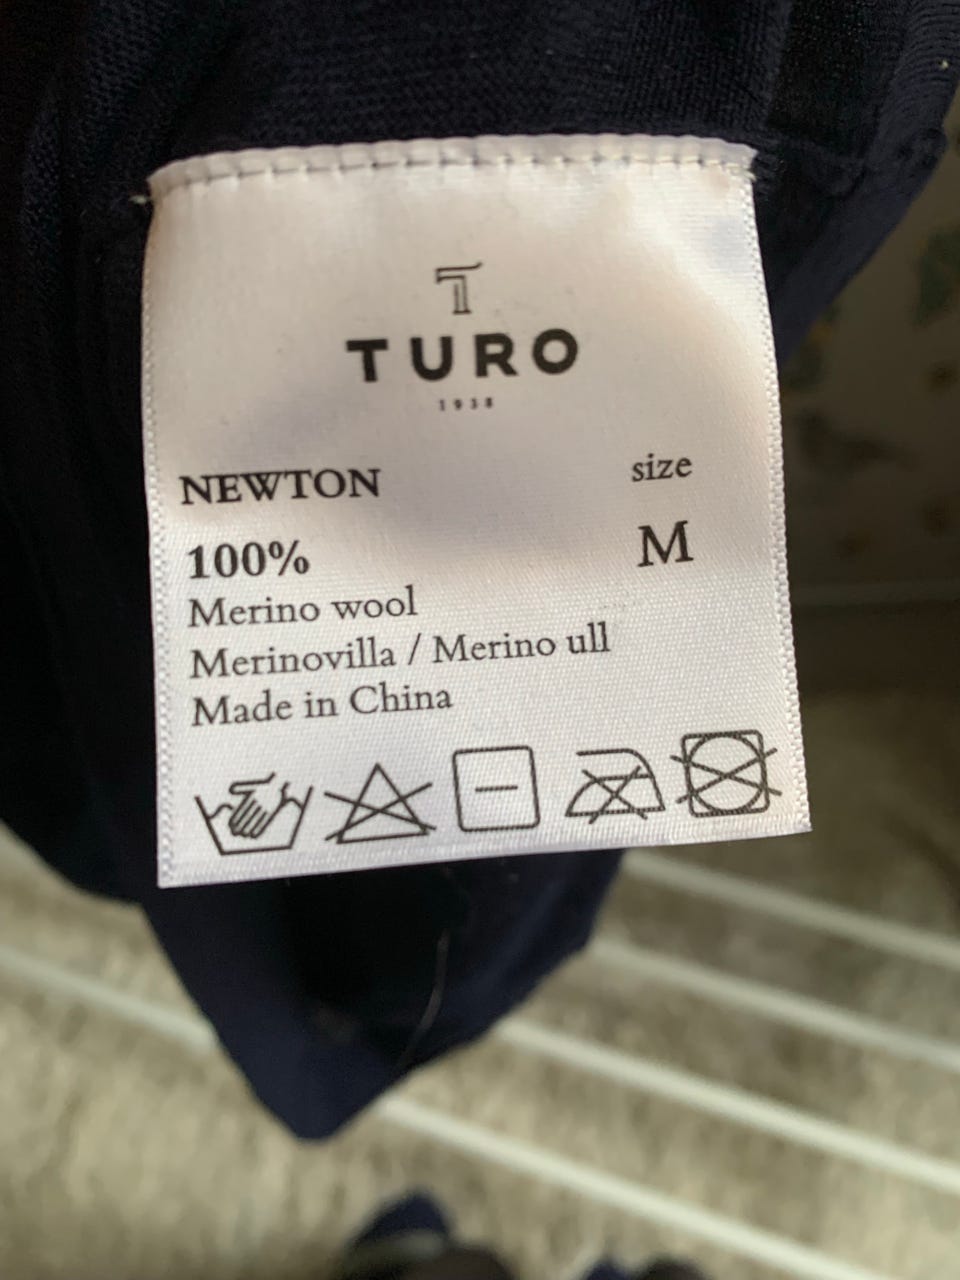 TURO
1938
NEWTON size
100% M
Merino wool
Merinovilla / Merino ull
Made in China